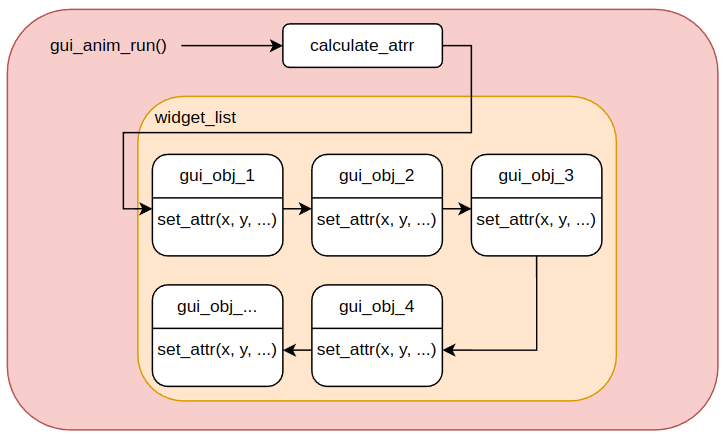 gui_anim_run()
calculate_atrr
widget_list
gui_obj_1
set_attr(x, y, ...)
gui_obj_2
set_attr(x, y, ...)
gui_obj_3
set_attr(x, y, ...)
gui_obj_4
set_attr(x, y, ...)
gui_obj_...
set_attr(x, y, ...)